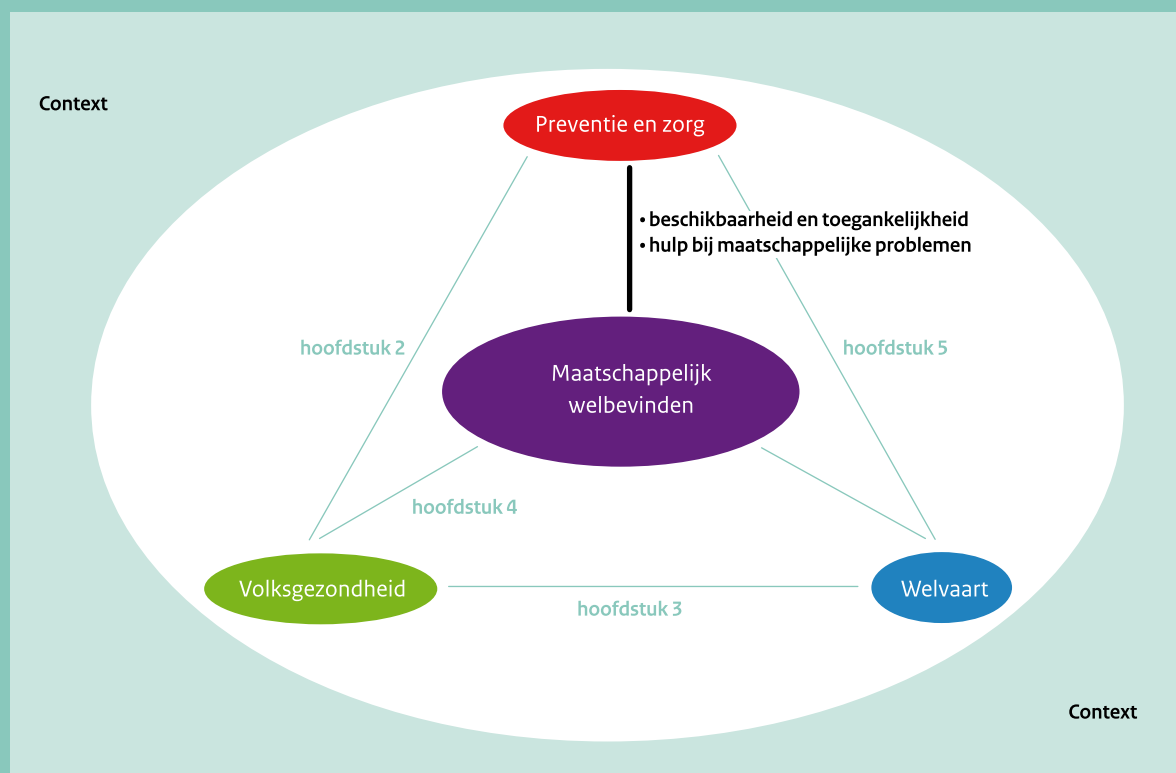 Context
Preventie en zorg
• beschikbaarheid en toegankelijkheid
• hulp bij maatschappelijke problemen
hoofdstuk 2
hoofdstuk 5
Maatschappelijk
welbevinden
hoofdstuk 4
Volksgezondheid
Welvaart
hoofdstuk 3
Context